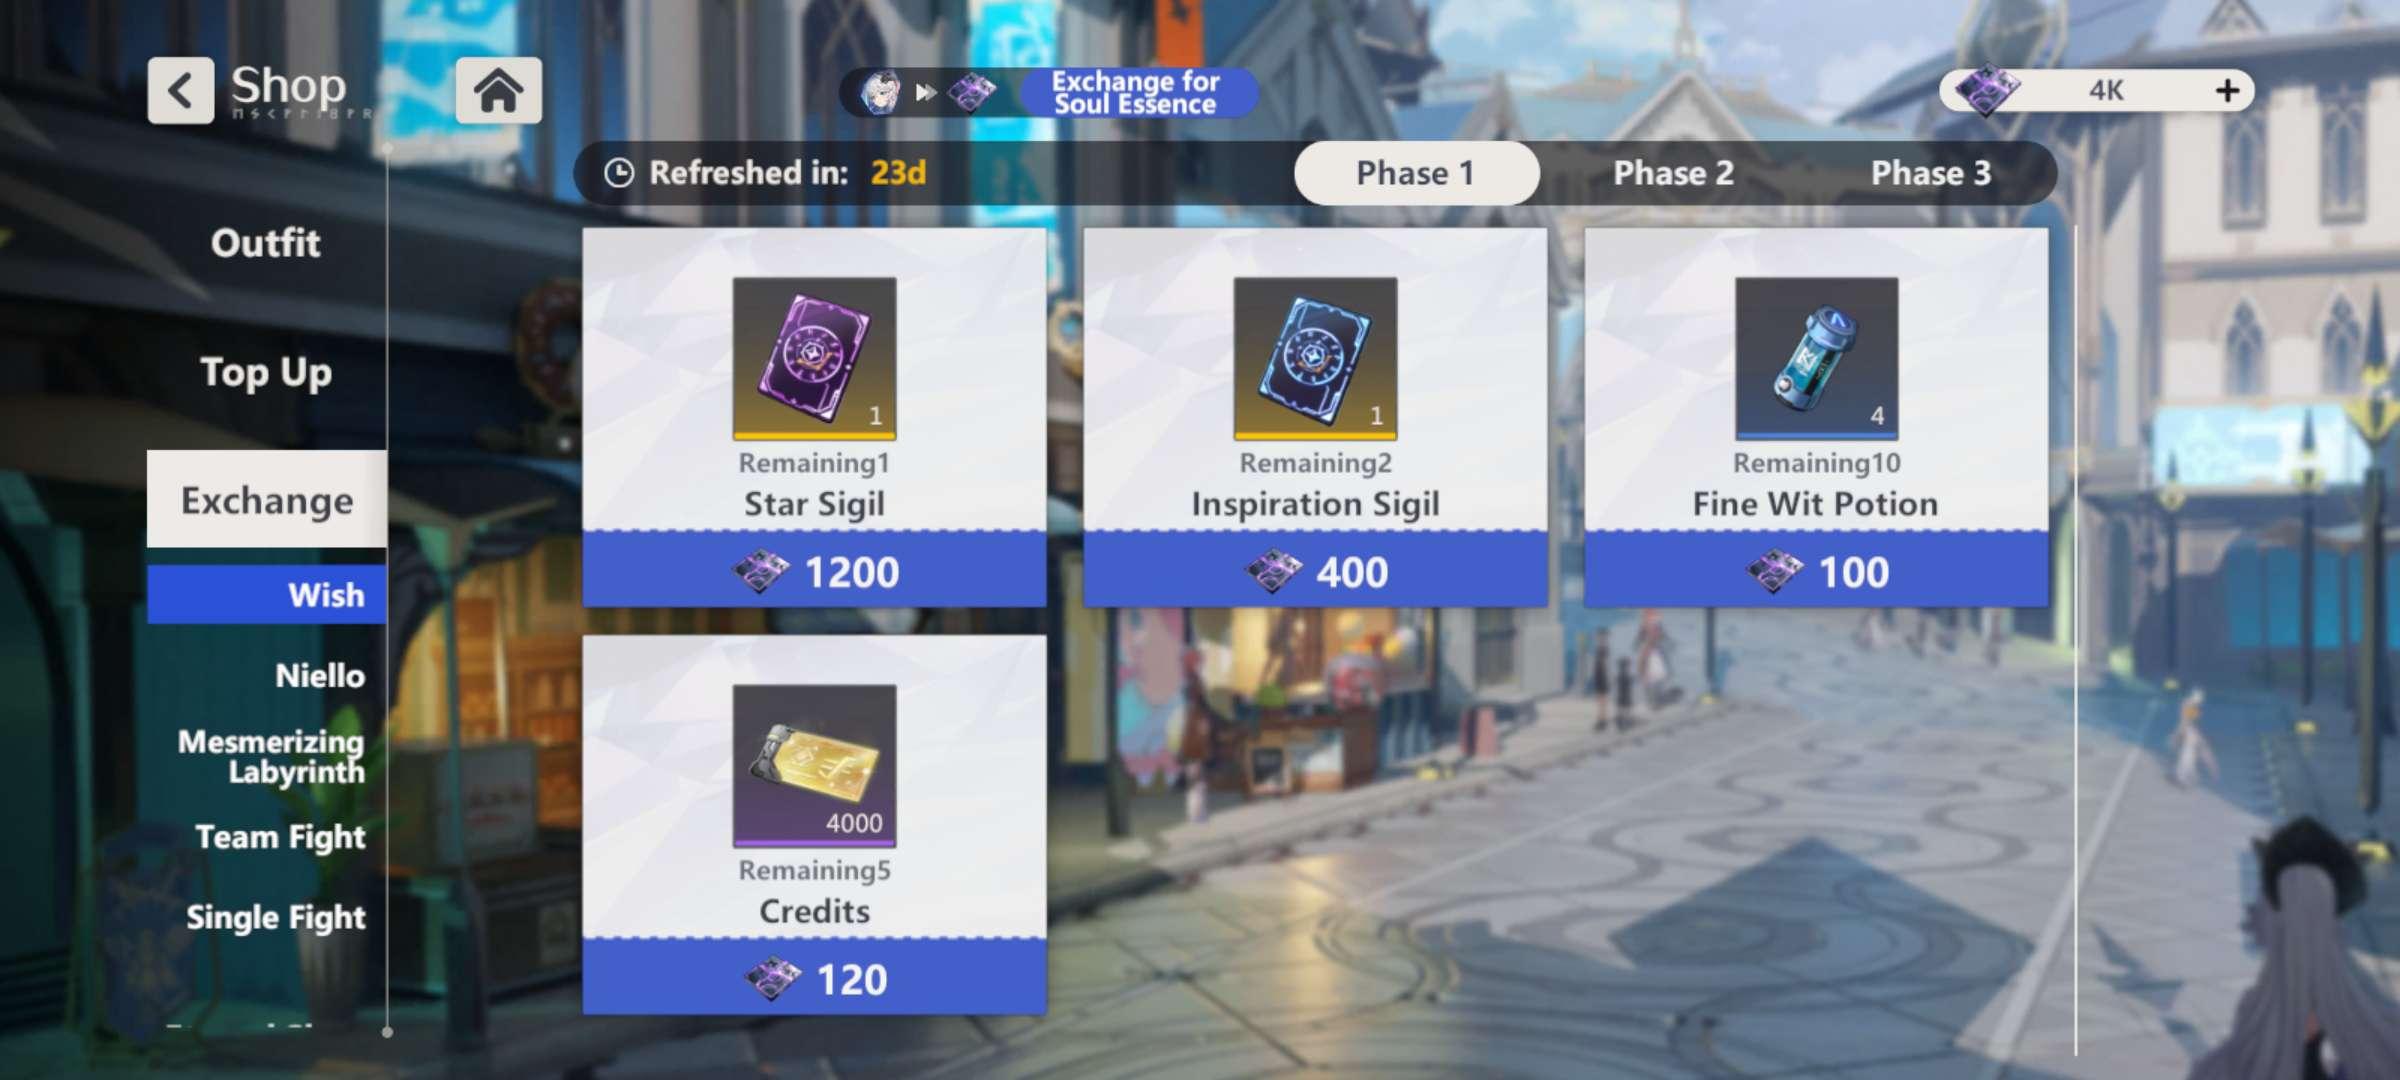 Shop
Exchange for
Soul Essence
4K
Refreshed in: 23d
Phase 1
Phase 2
Phase 3
Outfit
Top Up
Exchange
Wish
Niello
Mesmerizing
Labyrinth
Team Fight
Single Fight
1
Remaining1
Star Sigil
1200
1
Remaining2
Inspiration Sigil
400
4
Remaining10
Fine Wit Potion
100
4000
Remaining5
Credits
120